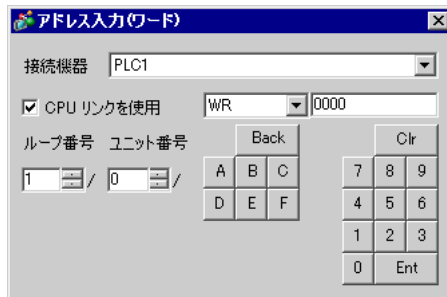 アドレス入力(ワード)
接続機器 PLC1
CPU リンクを使用 WR 0000
ループ番号 ユニット番号 Back Clr
1 / 0 / A B C 7 8 9
D E F 4 5 6
1 2 3
0 Ent